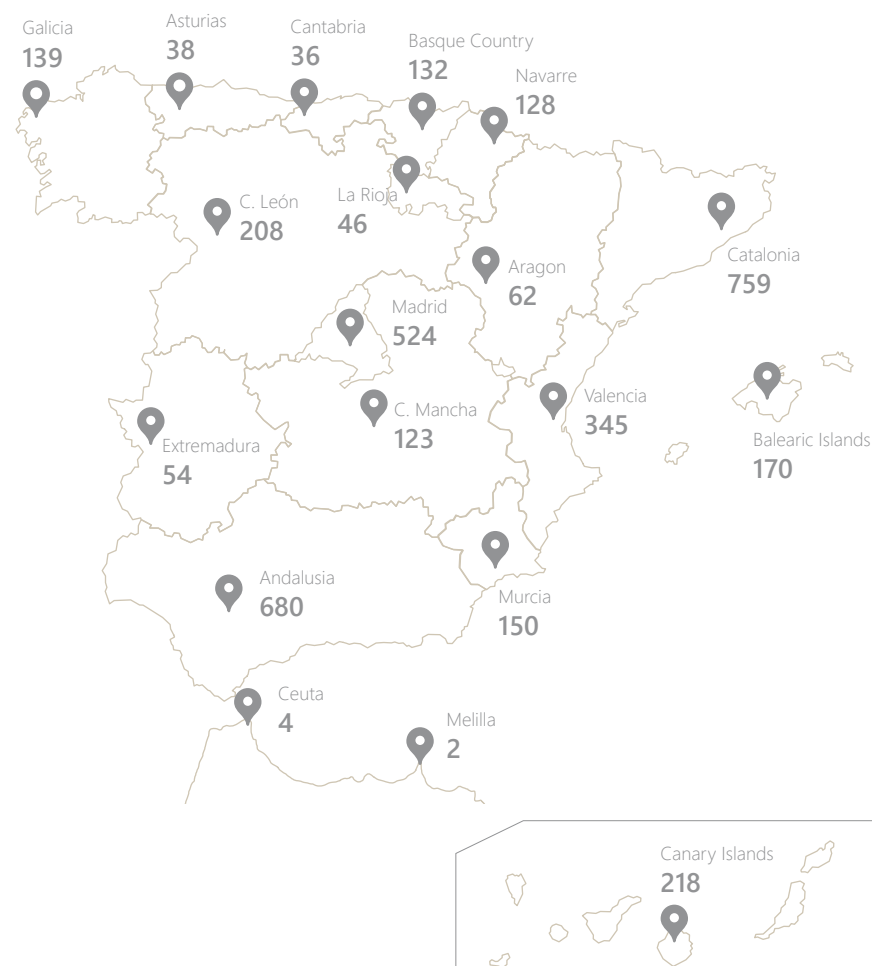 Galicia
139
Asturias
38
Cantabria
36
Basque Country
132
Navarre
128
C. León
208
La Rioja
46
Aragon
62
Catalonia
759
Madrid
524
C. Mancha
123
Valencia
345
Balearic Islands
170
Extremadura
54
Andalusia
680
Murcia
150
Ceuta
4
Melilla
2
Canary Islands
218